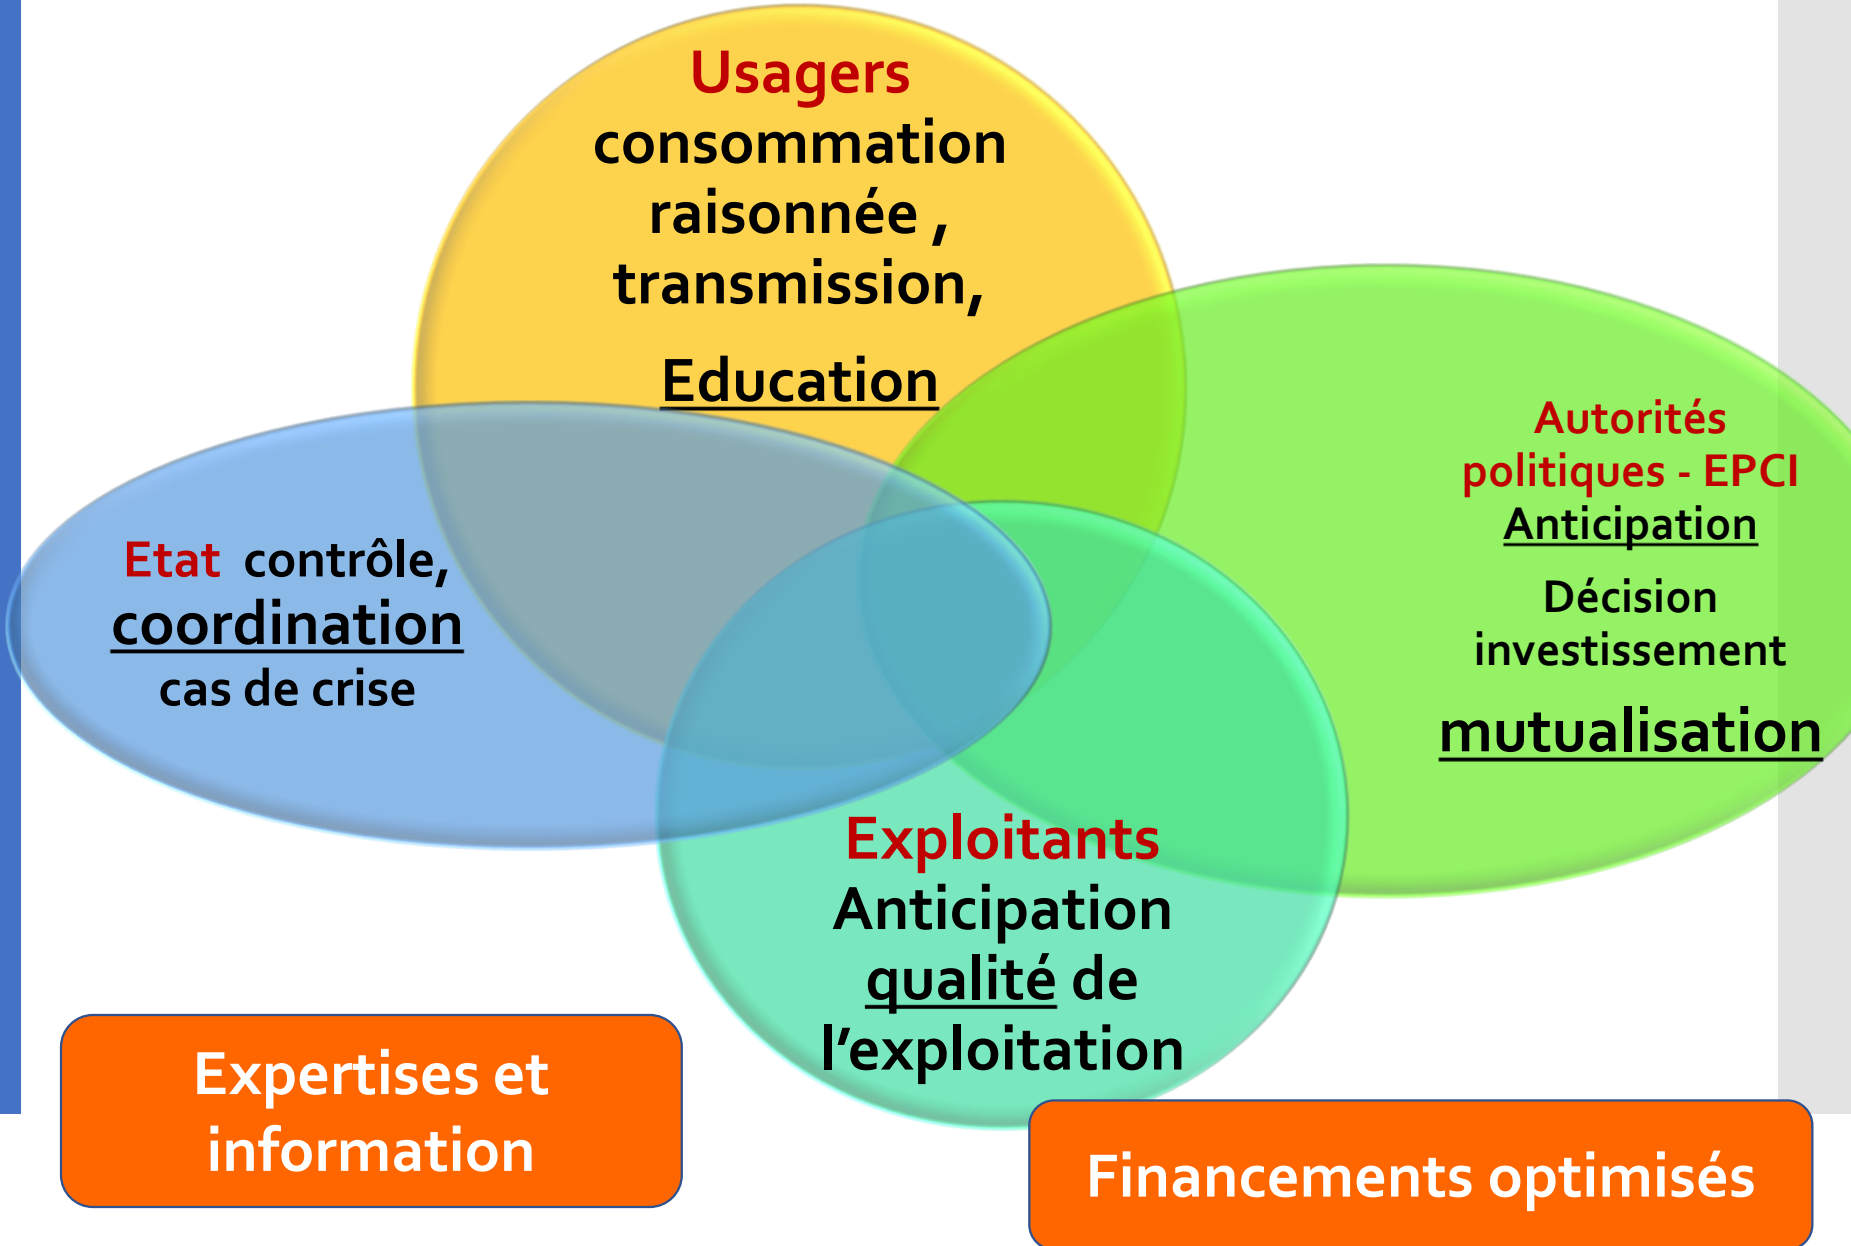 Usagers
consommation
raisonnée ,
transmission,
Education
Autorités
politiques - EPCI
Anticipation
Décision
investissement
mutualisation
Etat contrôle,
coordination
cas de crise
Exploitants
Anticipation
qualité de
l’exploitation
Expertises et
information
Financements optimisés